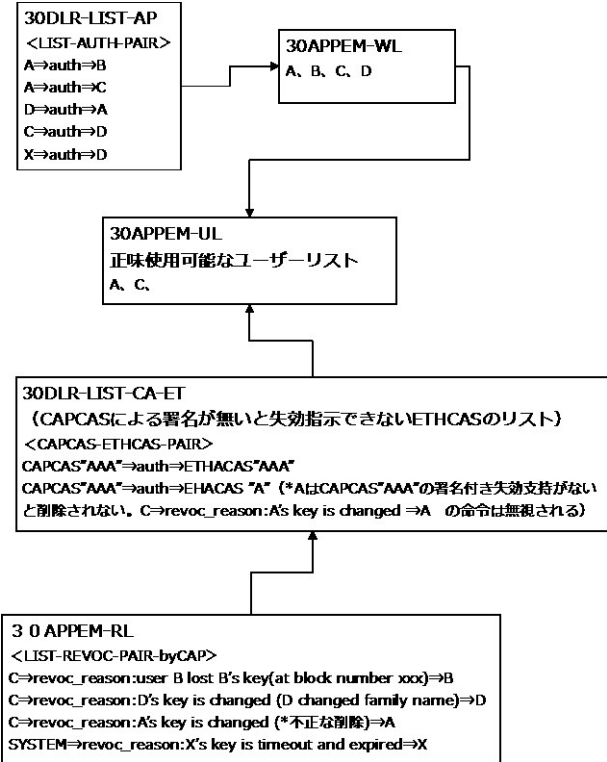 30DLR-LIST-AP
<LIST-AUTH-PAIR>
A⇒auth⇒B
A⇒auth⇒C
D⇒auth⇒A
C⇒auth⇒D
X⇒auth⇒D
30APPEM-WL
A、B、C、D
30APPEM-UL
正味使用可能なユーザーリスト
A、C、
30DLR-LIST-CA-ET
（CAPCASによる署名が無いと失効指示できないETHCASのリスト）
<CAPCAS-ETHCAS-PAIR>
CAPCAS"AAA"⇒auth⇒ETHACAS"AAA"
CAPCAS"AAA"⇒auth⇒EHACAS "A"（*AはCAPCAS"AAA"の署名付き失効支持がない
と削除されない。C⇒revoc_reason:A's key is changed ⇒A　の命令は無視される）
３０APPEM-RL
<LIST-REVOC-PAIR-byCAP>
C⇒revoc_reason:user B lost B's key(at block number xxx)⇒B
C⇒revoc_reason:D's key is changed (D changed family name)⇒D
C⇒revoc_reason:A's key is changed (*不正な削除)⇒A
SYSTEM⇒revoc_reason:X's key is timeout and expired⇒X